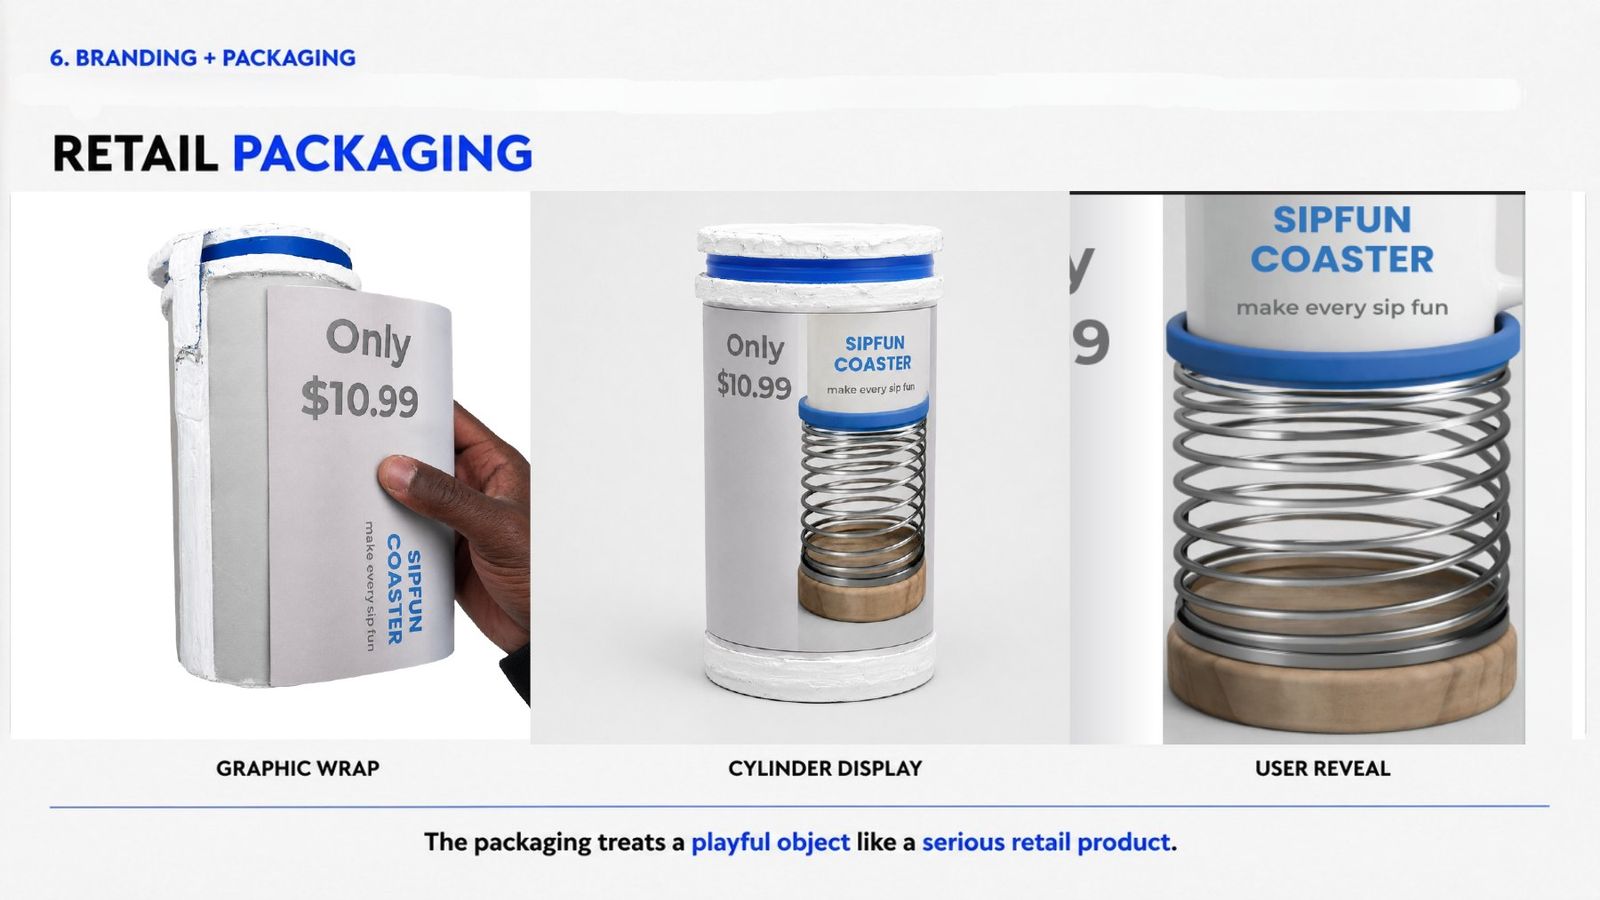 6. BRANDING + PACKAGING
RETAIL PACKAGING
Only
$10.99
SIPFUN
COASTER
make every sip fun
Only
$10.99
SIPFUN
COASTER
make every sip fun
y
9
SIPFUN
COASTER
make every sip fun
GRAPHIC WRAP
CYLINDER DISPLAY
USER REVEAL
The packaging treats a playful object like a serious retail product.